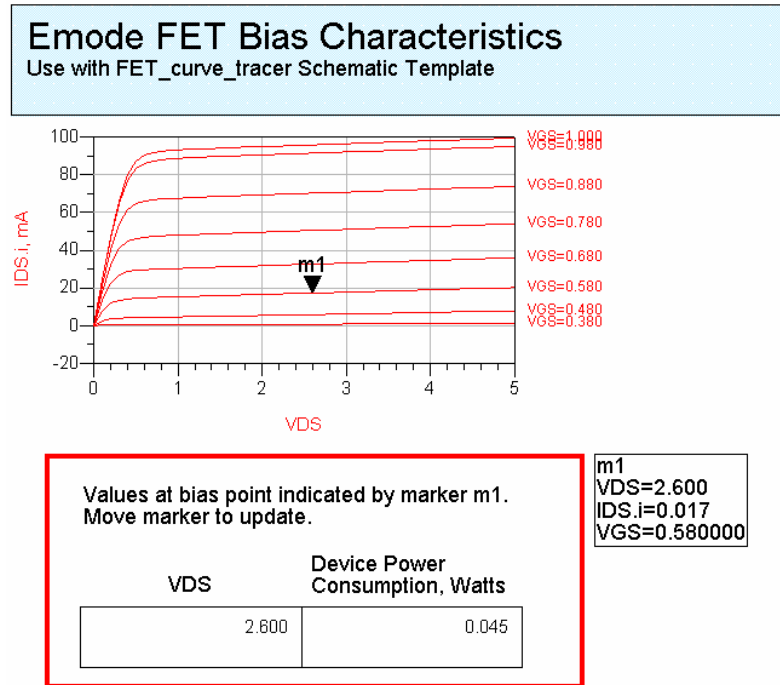 Emode FET Bias Characteristics
Use with FET_curve_tracer Schematic Template
100
80
60
40
20
0
-20
IDS.i, mA
m1
VGS=1.000
VGS=0.980
VGS=0.880
VGS=0.780
VGS=0.680
VGS=0.580
VGS=0.480
VGS=0.380
0 1 2 3 4 5
VDS
m1
VDS=2.600
IDS.i=0.017
VGS=0.580000
Values at bias point indicated by marker m1.
Move marker to update.
VDS
Device Power
Consumption, Watts
2.600 0.045